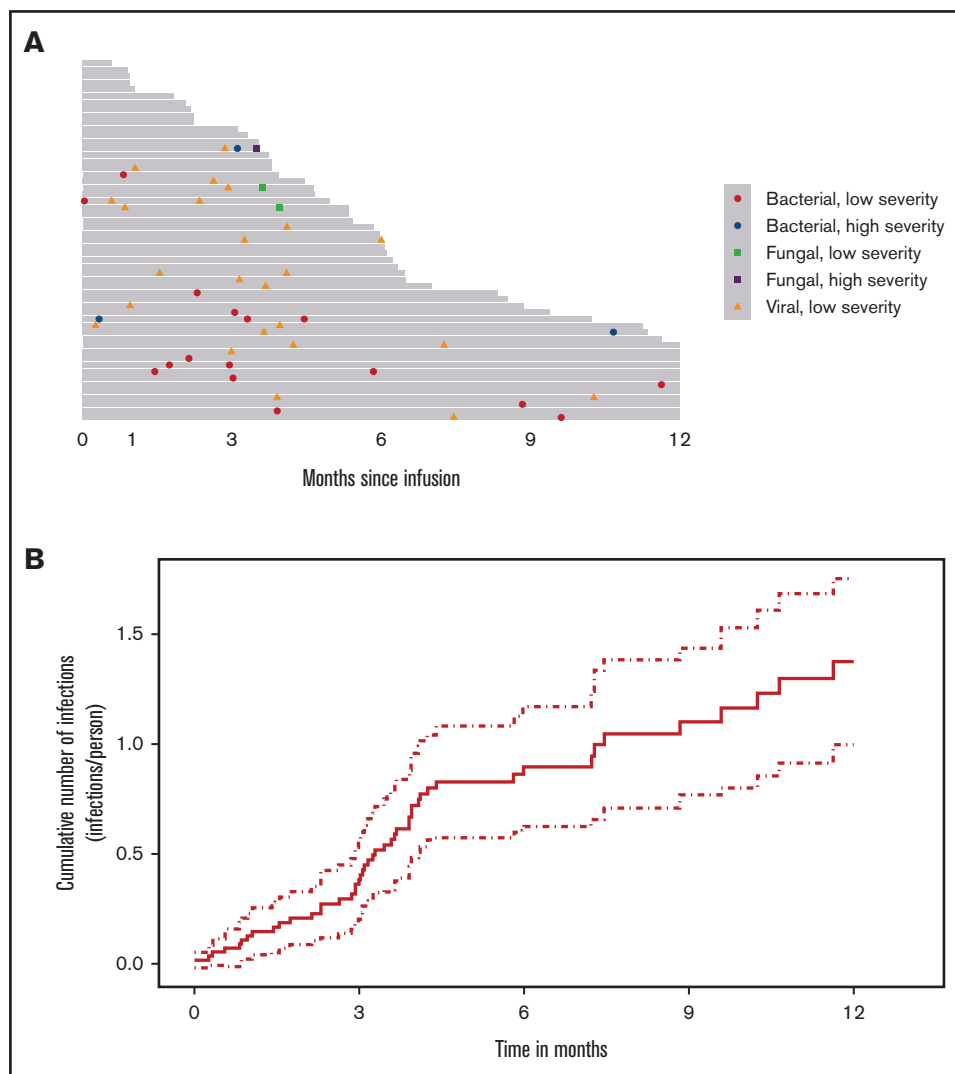 A
Bacterial, low severity
Bacterial, high severity
Fungal, low severity
Fungal, high severity
Viral, low severity
0 1 3 6 9 12
Months since infusion
B
Cumulative number of infections
(infections/person)
1.5
1.0
0.5
0.0
0 3 6 9 12
Time in months